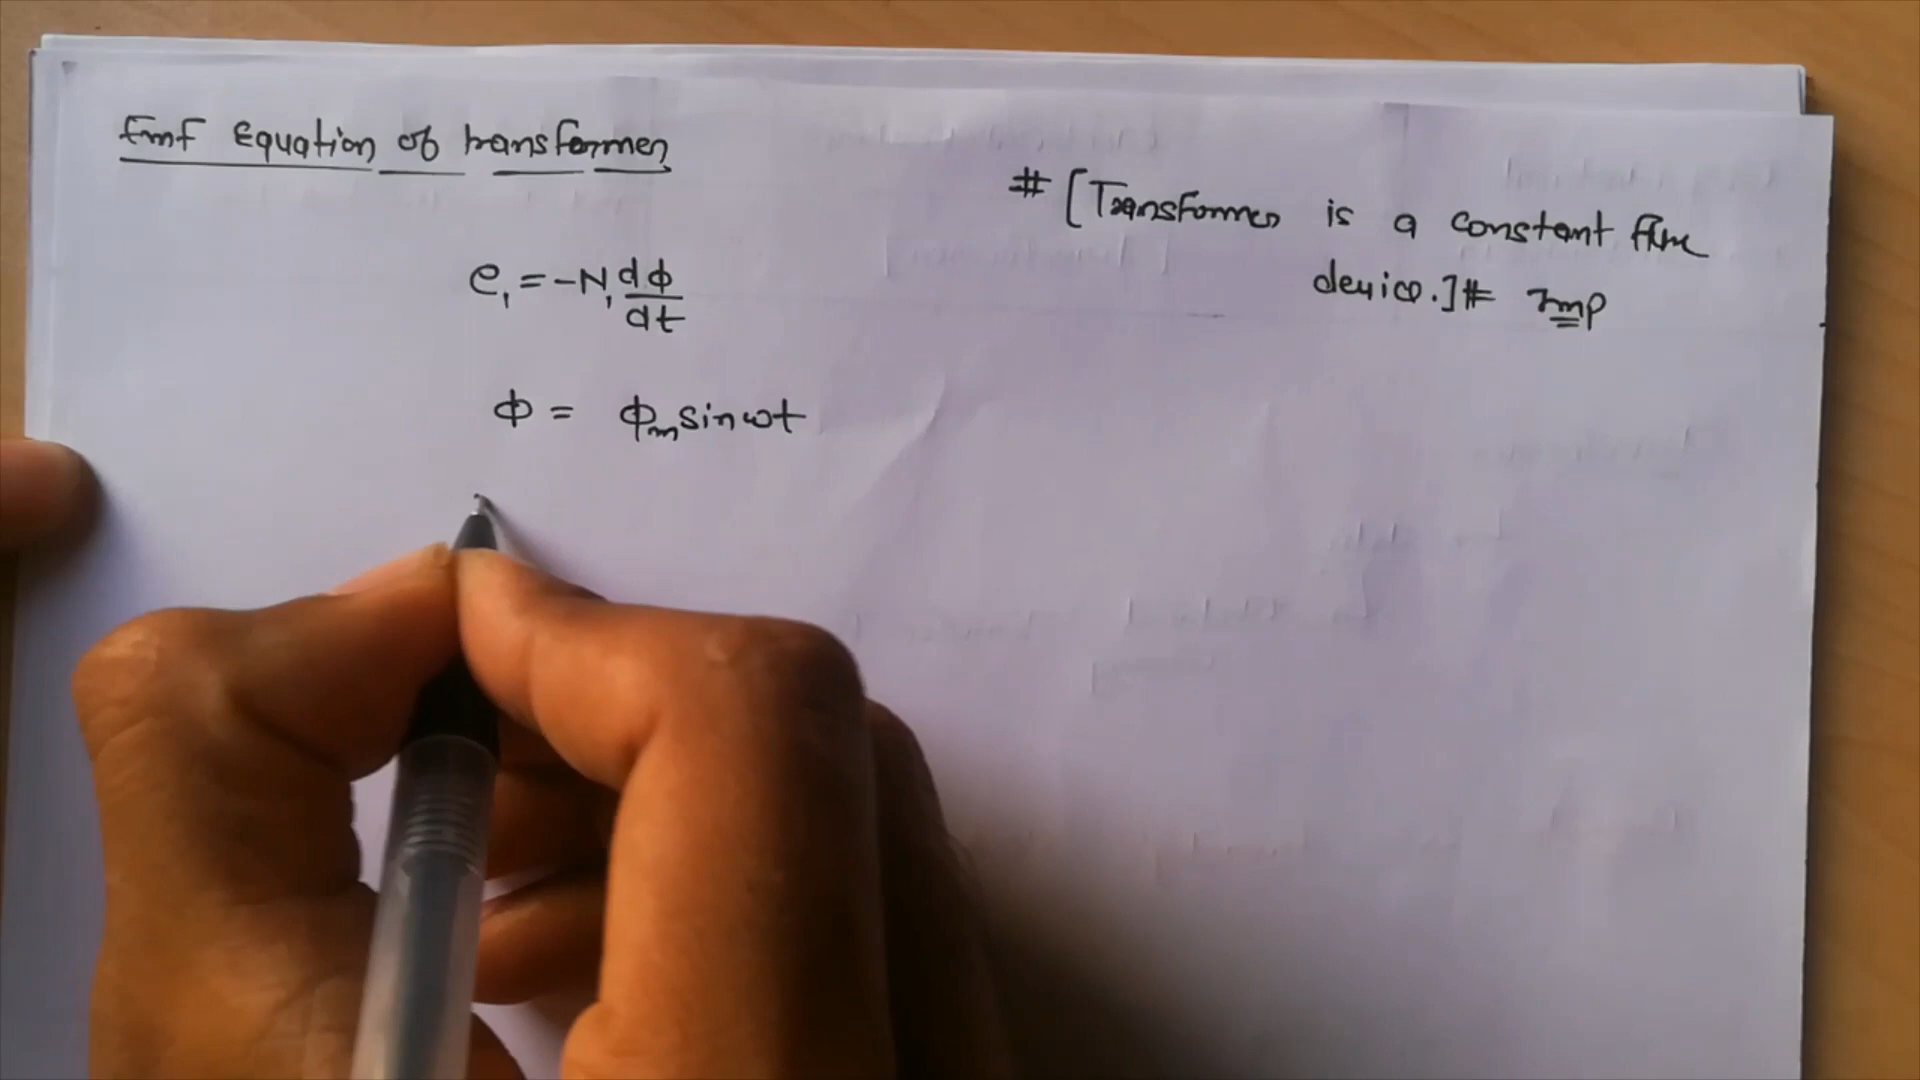 Emf Equation of transformer
# [Transformer is a constant flux
device.]# Imp
e₁ = -N₁ dϕ/dt
ϕ = ϕₘ sinωt